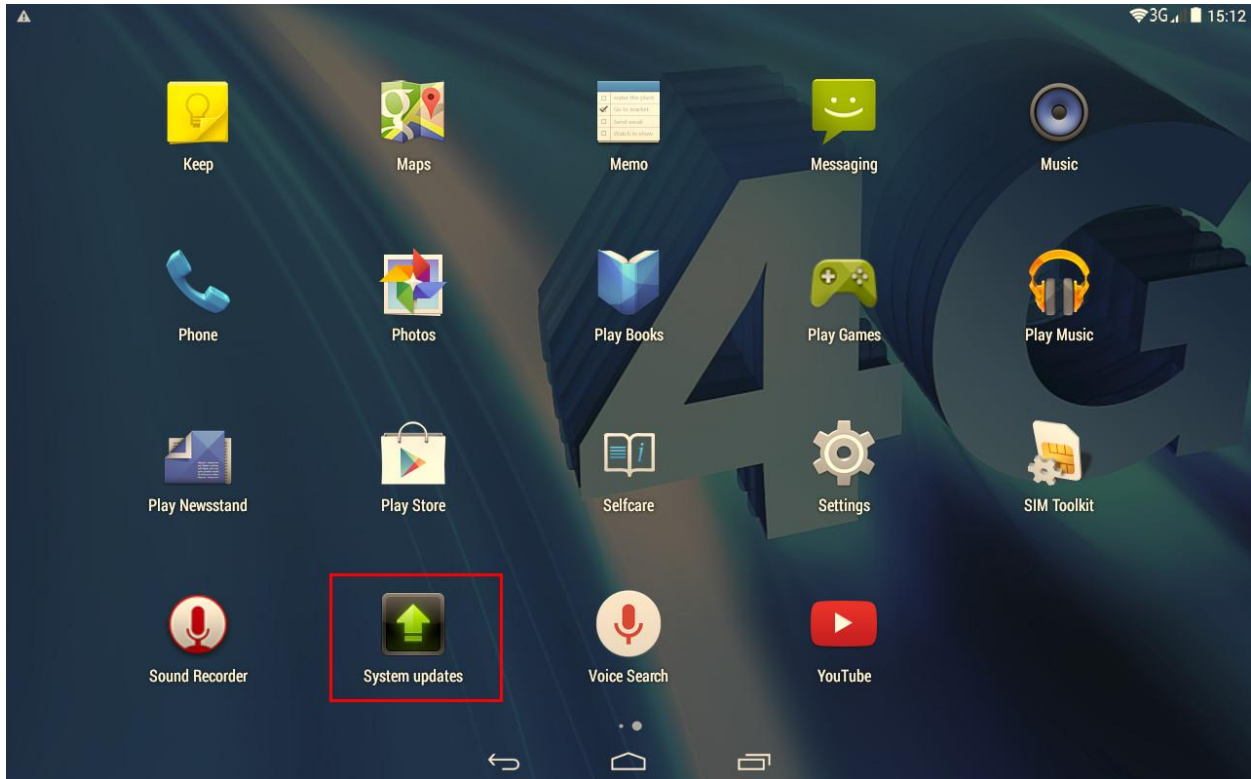 3G 15:12
Keep
Maps
Memo
Messaging
Music
Phone
Photos
Play Books
Play Games
Play Music
Play Newsstand
Play Store
Selfcare
Settings
SIM Toolkit
Sound Recorder
System updates
Voice Search
YouTube
4G